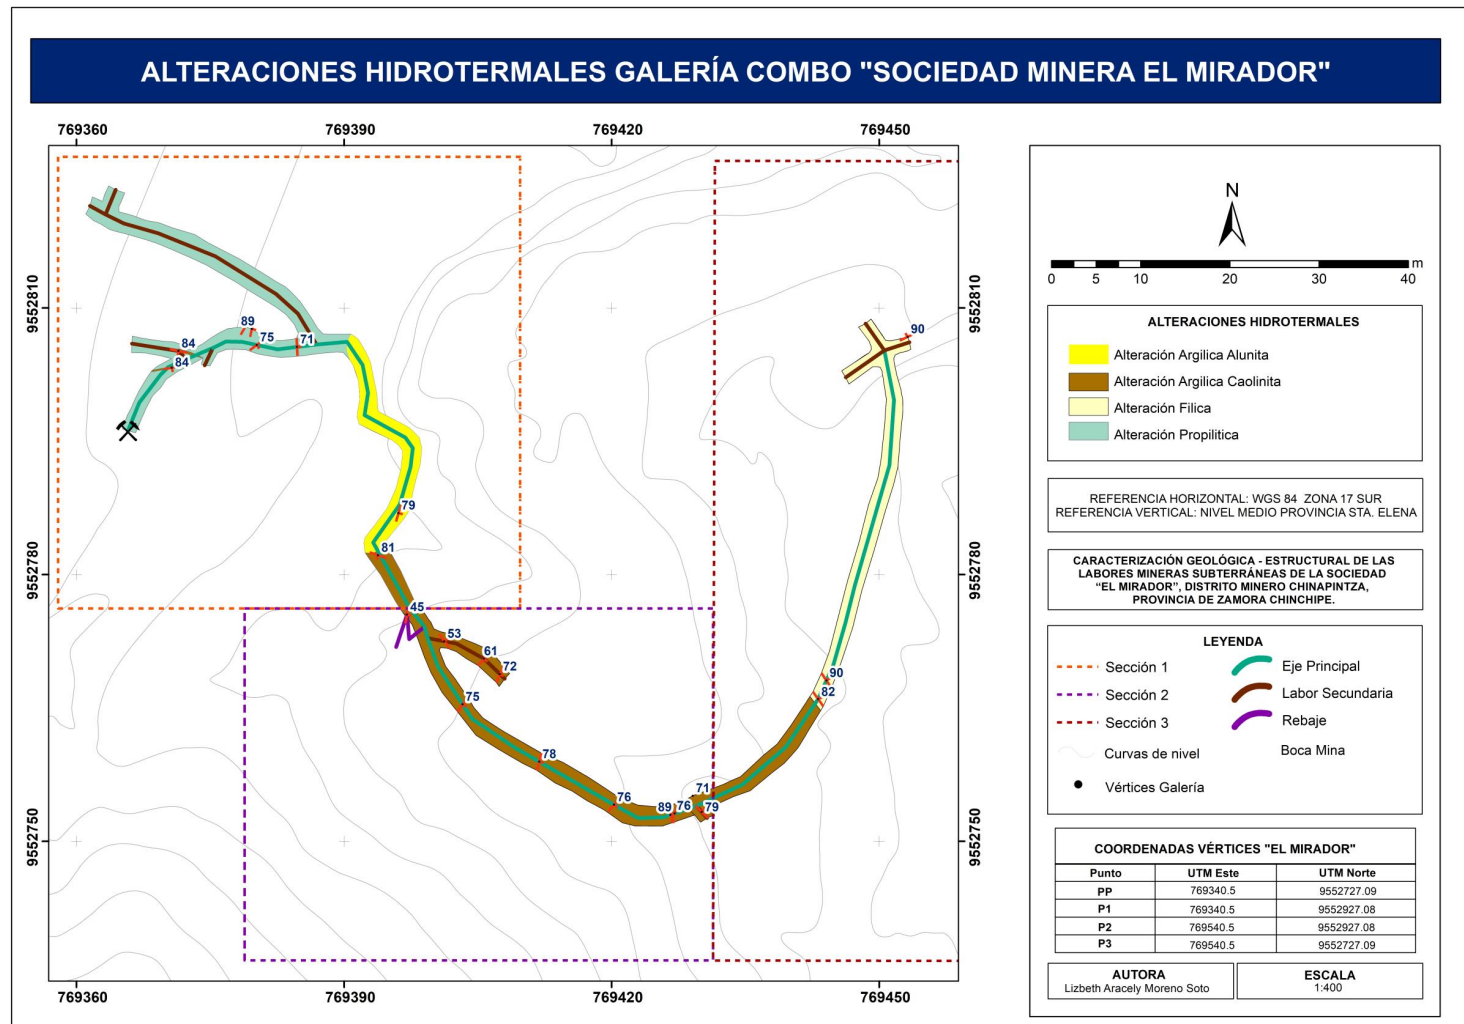 ALTERACIONES HIDROTERMALES GALERÍA COMBO "SOCIEDAD MINERA EL MIRADOR"
769360 769390 769420 769450
9552810 9552810
9552780 9552780
9552750 9552750
89
75
71
84
84
79
81
45
53
61
72
75
78
76
89
76
71
79
82
90
90
769360 769390 769420 769450
N
0 5 10 20 30 40 m
ALTERACIONES HIDROTERMALES
Alteración Argilica Alunita
Alteración Argilica Caolinita
Alteración Filica
Alteración Propilitica
REFERENCIA HORIZONTAL: WGS 84 ZONA 17 SUR
REFERENCIA VERTICAL: NIVEL MEDIO PROVINCIA STA. ELENA
CARACTERIZACIÓN GEOLÓGICA - ESTRUCTURAL DE LAS
LABORES MINERAS SUBTERRÁNEAS DE LA SOCIEDAD
“EL MIRADOR”, DISTRITO MINERO CHINAPINTZA,
PROVINCIA DE ZAMORA CHINCHIPE.
LEYENDA
Sección 1 Eje Principal
Sección 2 Labor Secundaria
Sección 3 Rebaje
Curvas de nivel Boca Mina
Vértices Galería
COORDENADAS VÉRTICES "EL MIRADOR"
Punto UTM Este UTM Norte
PP 769340.5 9552727.09
P1 769340.5 9552927.08
P2 769540.5 9552927.08
P3 769540.5 9552727.09
AUTORA
Lizbeth Aracely Moreno Soto
ESCALA
1:400